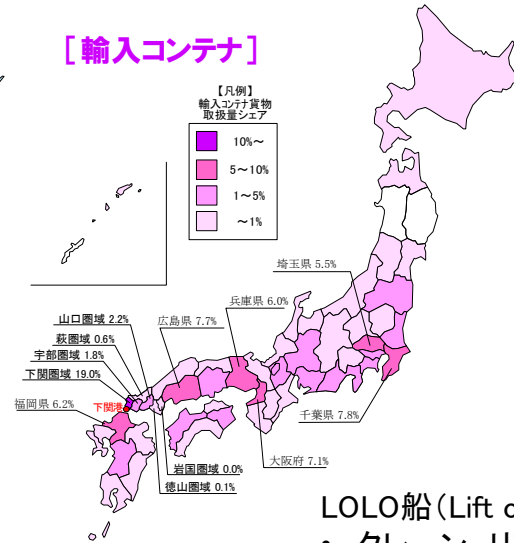 ［輸入コンテナ］
【凡例】
輸入コンテナ貨物
取扱量シェア
10%～
5～10%
1～5%
～1%
埼玉県 5.5%
兵庫県 6.0%
広島県 7.7%
山口圏域 2.2%
萩圏域 0.6%
宇部圏域 1.8%
下関圏域 19.0%
福岡県 6.2%
下関港
千葉県 7.8%
大阪府 7.1%
岩国圏域 0.0%
徳山圏域 0.1%
LOLO船（Lift o